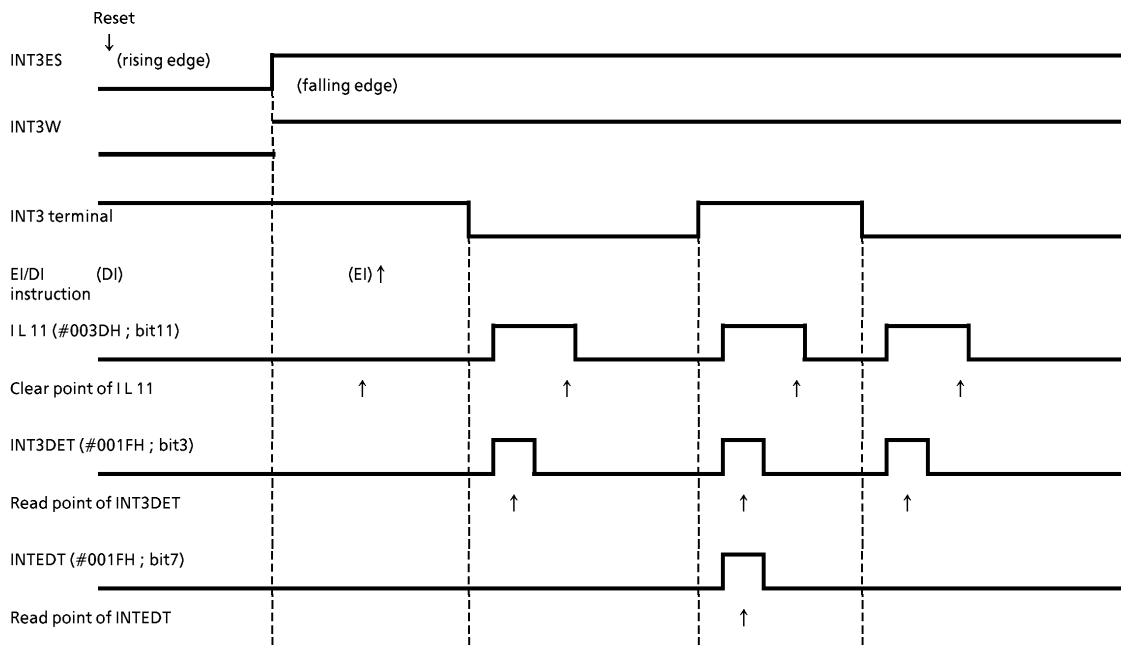 Reset
↓
INT3ES (rising edge)
(falling edge)
INT3W
INT3 terminal
EI/DI (DI) (EI) ↑
instruction
I L 11 (#003DH ; bit11)
Clear point of I L 11 ↑ ↑ ↑ ↑
INT3DET (#001FH ; bit3)
Read point of INT3DET ↑ ↑ ↑
INTEDT (#001FH ; bit7)
Read point of INTEDT ↑